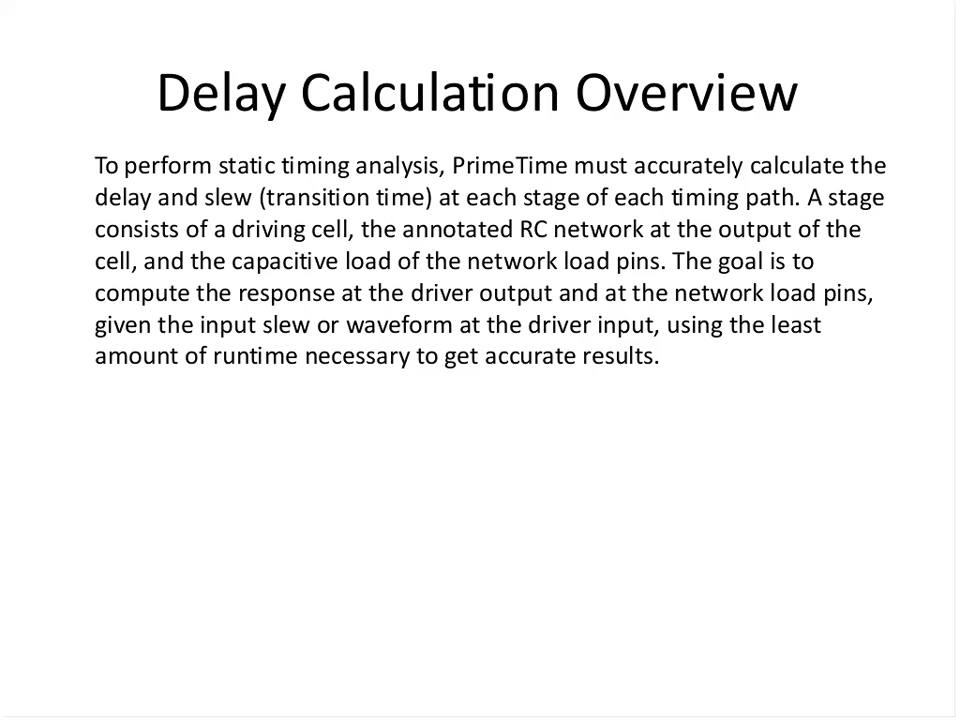 Delay Calculation Overview
To perform static timing analysis, PrimeTime must accurately calculate the
delay and slew (transition time) at each stage of each timing path. A stage
consists of a driving cell, the annotated RC network at the output of the
cell, and the capacitive load of the network load pins. The goal is to
compute the response at the driver output and at the network load pins,
given the input slew or waveform at the driver input, using the least
amount of runtime necessary to get accurate results.